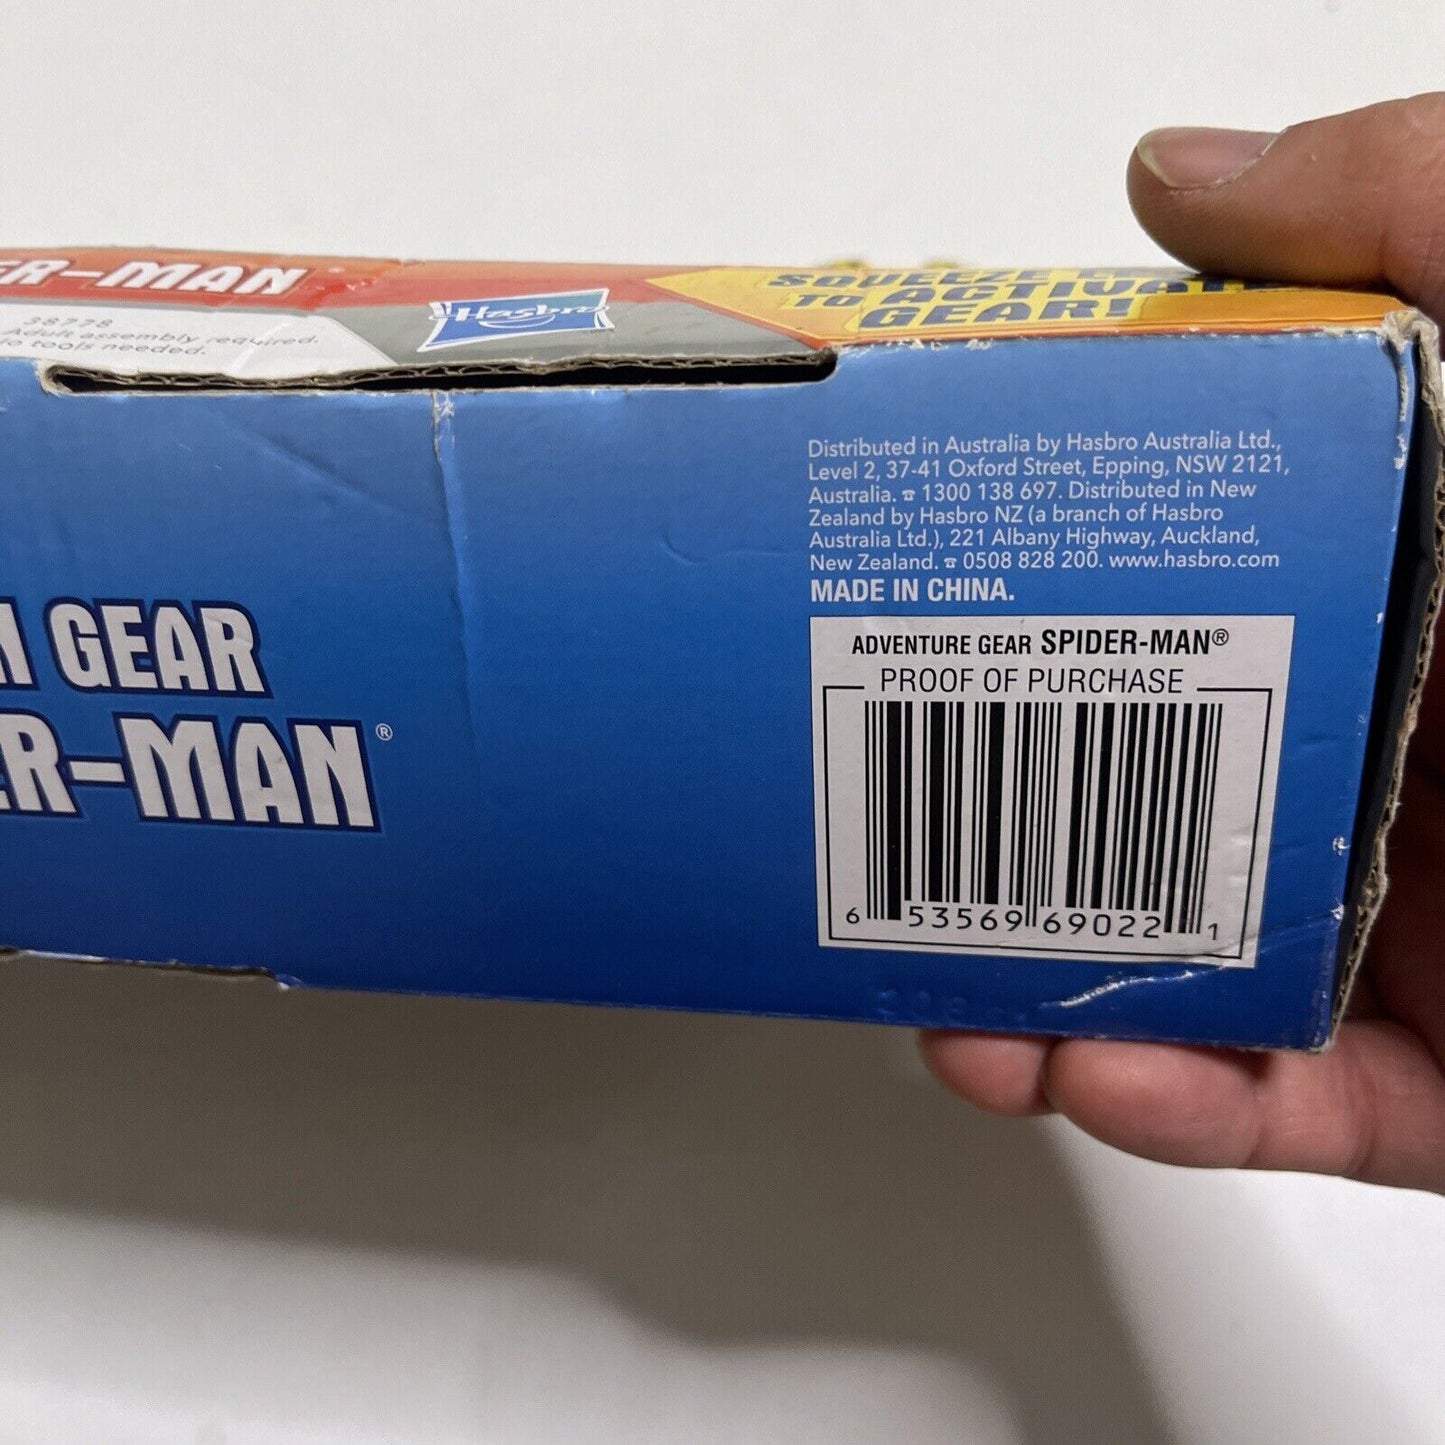 ER-MAN
38778
Adult assembly required.
No tools needed.
Hasbro
SQUEEZE
TO ACTIVATE
GEAR!
Distributed in Australia by Hasbro Australia Ltd.,
Level 2, 37-41 Oxford Street, Epping, NSW 2121,
Australia. ☎ 1300 138 697. Distributed in New
Zealand by Hasbro NZ (a branch of Hasbro
Australia Ltd.), 221 Albany Highway, Auckland,
New Zealand. ☎ 0508 828 200. www.hasbro.com
MADE IN CHINA.
GEAR
ER-MAN®
ADVENTURE GEAR SPIDER-MAN®
PROOF OF PURCHASE
6 53569 69022 1